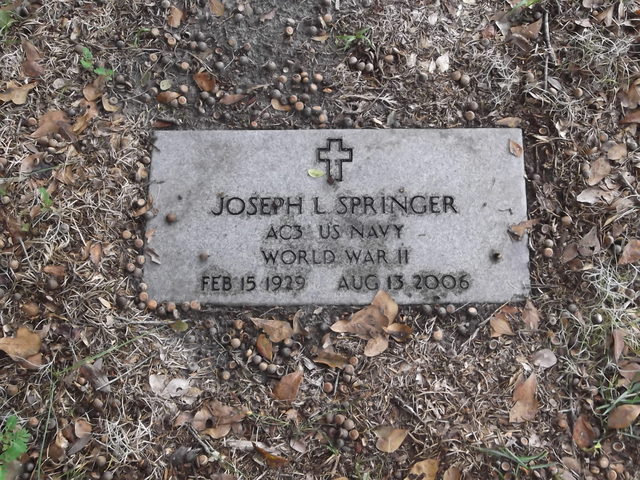 JOSEPH L SPRINGER
AC3 US NAVY
WORLD WAR II
FEB 15 1929 AUG 13 2006